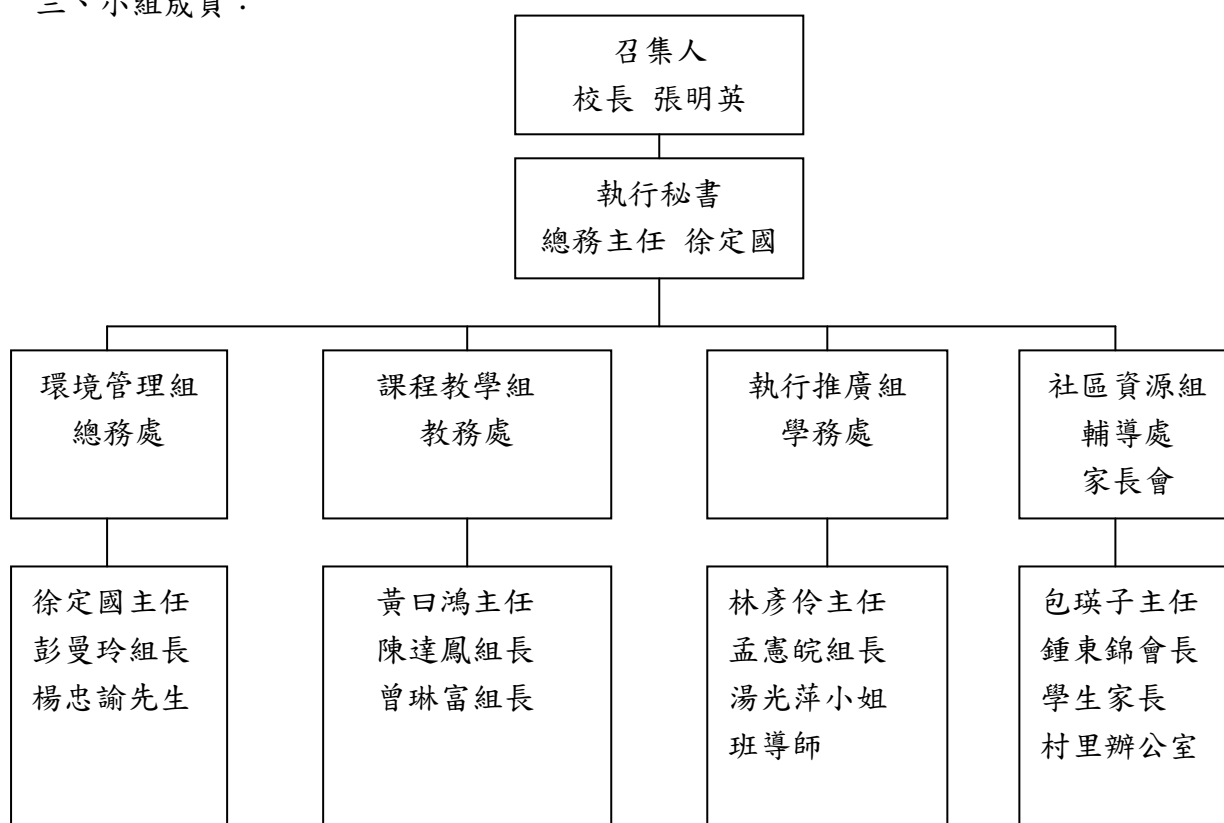 三、小組成員：
召集人
校長 張明英
執行秘書
總務主任 徐定國
環境管理組
總務處
課程教學組
教務處
執行推廣組
學務處
社區資源組
輔導處
家長會
徐定國主任
彭曼玲組長
楊忠諭先生
黃曰鴻主任
陳達鳳組長
曾琳富組長
林彥伶主任
孟憲皖組長
湯光萍小姐
班導師
包瑛子主任
鍾東錦會長
學生家長
村里辦公室